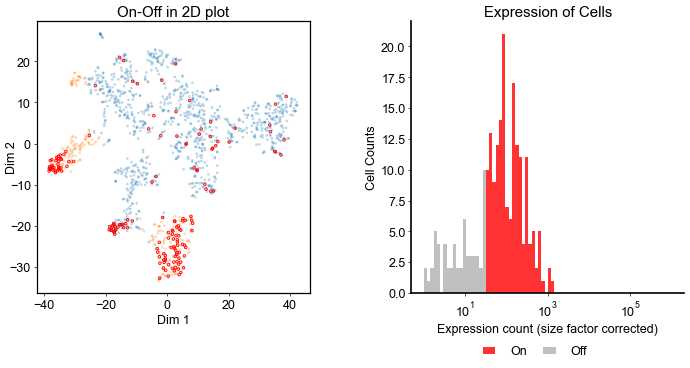 On-Off in 2D plot
20
10
0
−10
−20
−30
Dim 2
−40
−20
0
20
40
Dim 1
Expression of Cells
20.0
17.5
15.0
12.5
10.0
7.5
5.0
2.5
0.0
Cell Counts
10¹
10³
10⁵
Expression count (size factor corrected)
On
Off